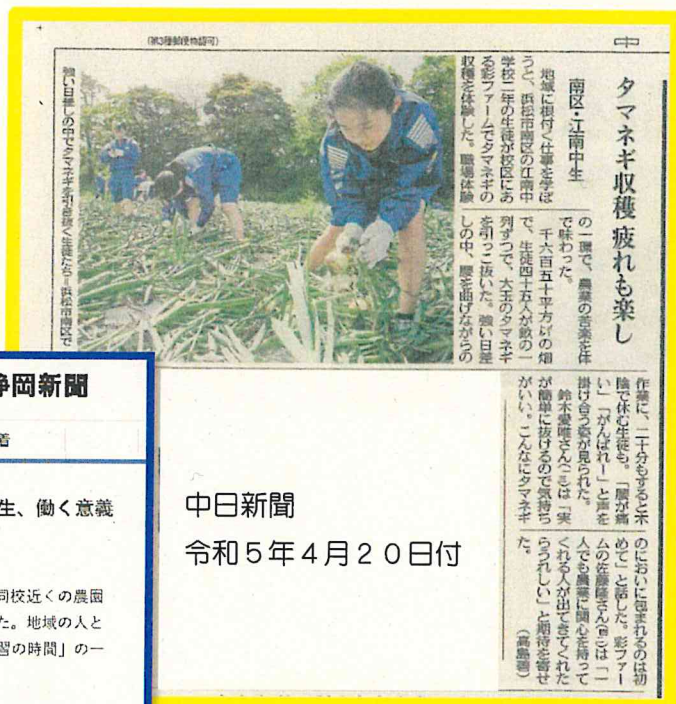 (第3種郵便物認可)
中
タマネギ収穫 疲れも楽し
南区・江南中生
地域に根付く仕事を学ぼ
うと、浜松市南区の江南中
学校二年の生徒が校区にあ
る彩ファームでタマネギの
収穫を体験した。職場体験
の一環で、農業の苦楽を体
で味わった。
千六百五十平方㍍の畑
で、生徒四十五人が畝の一
列ずつで、大玉のタマネギ
を引っこ抜いた。強い日差
しの中、腰を曲げながらの
作業に、二十分もすると木
陰で休む生徒も。「腰が痛
い」「がんばれー」と声を
掛け合う姿が見られた。
鈴木愛唯さん(一三)は「実
が簡単に抜けるので気持ち
がいい。こんなにタマネギ
のにおいに包まれるのは初
めて」と話した。彩ファー
ムの佐藤隆さん は「一
人でも農業に関心を持って
くれる人が出てきてくれた
らうれしい」と期待を寄せ
た。
(高島碧)
強い日差しの中でタマネギを引き抜く生徒たち=浜松市南区で
中日新聞
令和5年4月20日付
静岡新聞
着
生、働く意義
同校近くの農園
た。地域の人と
習の時間」の一